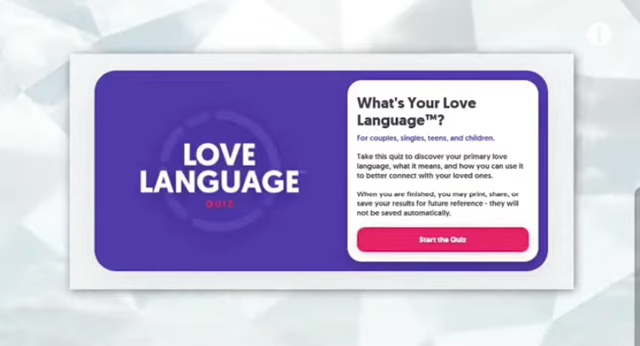 LOVE
LANGUAGE
QUIZ
What's Your Love
Language™?
For couples, singles, teens, and children.
Take this quiz to discover your primary love
language, what it means, and how you can use it
to better connect with your loved ones.
When you are finished, you may print, share, or
save your results for future reference - they will
not be saved automatically.
Start the Quiz